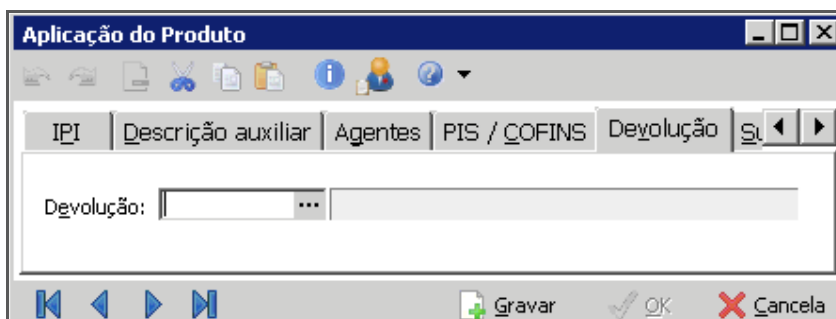 Aplicação do Produto
IPI Descrição auxiliar Agentes PIS / COFINS Devolução
Devolução:
Gravar OK Cancela